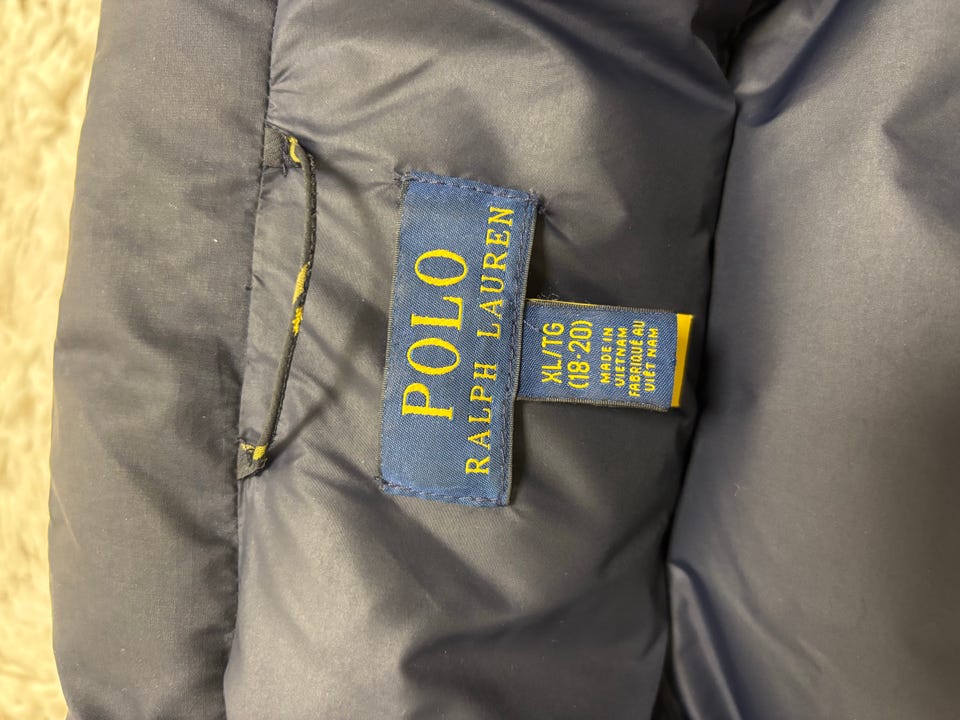 POLO
RALPH LAUREN
XL/TG
(18-20)
MADE IN
VIETNAM
FABRIQUÉ AU
VIÊT NAM